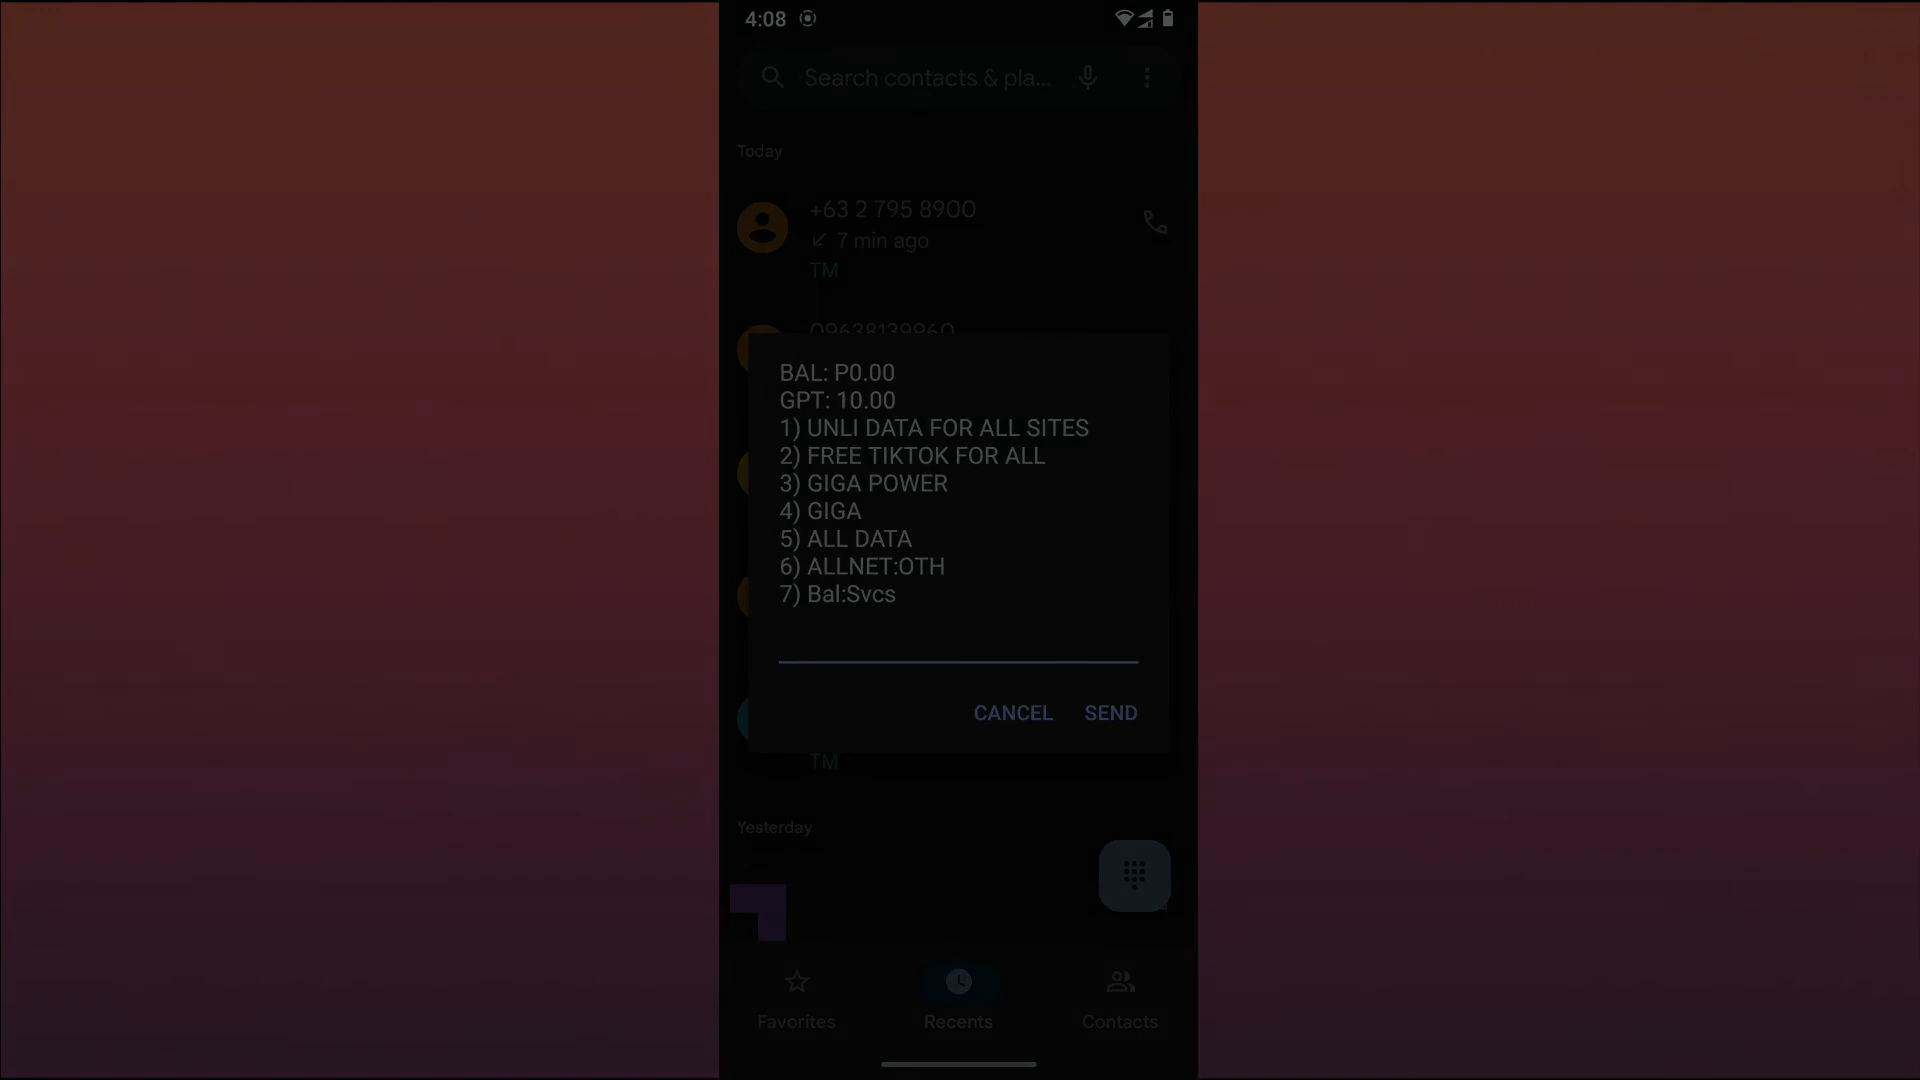 4:08
Search contacts & pla...
Today
+63 2 795 8900
7 min ago
TM
09638139960
BAL: P0.00
GPT: 10.00
1) UNLI DATA FOR ALL SITES
2) FREE TIKTOK FOR ALL
3) GIGA POWER
4) GIGA
5) ALL DATA
6) ALLNET:OTH
7) Bal:Svcs
CANCEL SEND
TM
Yesterday
Favorites Recents Contacts